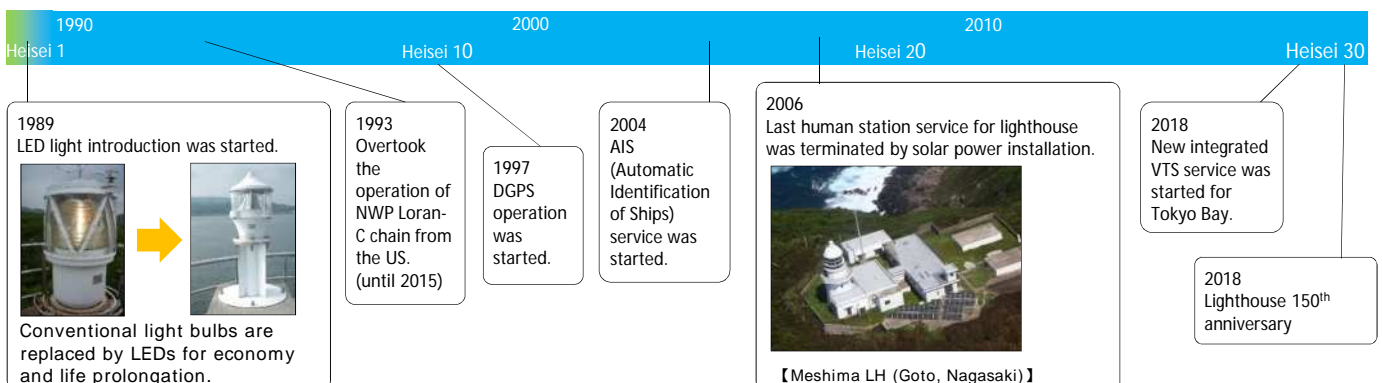 1990
2000
2010
Heisei 1
Heisei 10
Heisei 20
Heisei 30
1989
LED light introduction was started.
Conventional light bulbs are
replaced by LEDs for economy
and life prolongation.
1993
Overtook
the
operation of
NWP Loran-
C chain from
the US.
(until 2015)
1997
DGPS
operation
was
started.
2004
AIS
(Automatic
Identification
of Ships)
service was
started.
2006
Last human station service for lighthouse
was terminated by solar power installation.
【Meshima LH (Goto, Nagasaki)】
2018
New integrated
VTS service was
started for
Tokyo Bay.
2018
Lighthouse 150th
anniversary